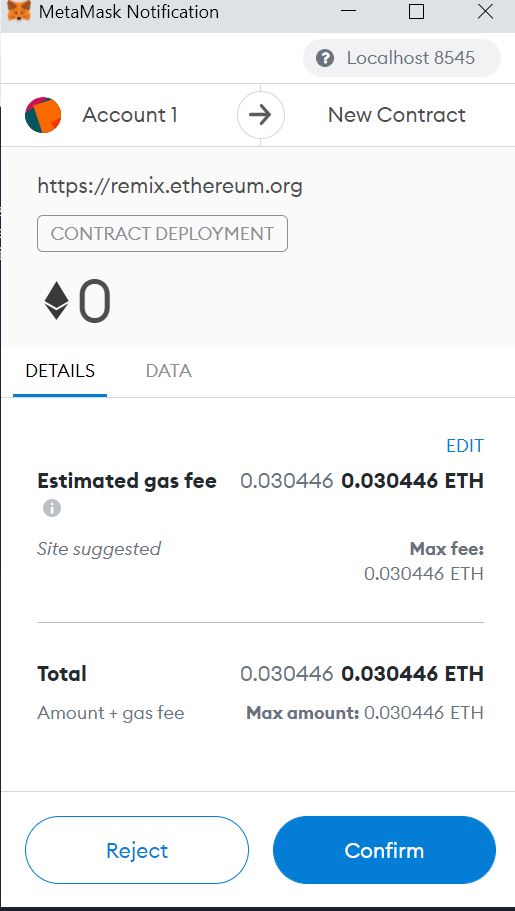 MetaMask Notification
Localhost 8545
Account 1
New Contract
https://remix.ethereum.org
CONTRACT DEPLOYMENT
0
DETAILS DATA
EDIT
Estimated gas fee 0.030446 0.030446 ETH
Site suggested Max fee:
0.030446 ETH
Total 0.030446 0.030446 ETH
Amount + gas fee Max amount: 0.030446 ETH
Reject Confirm